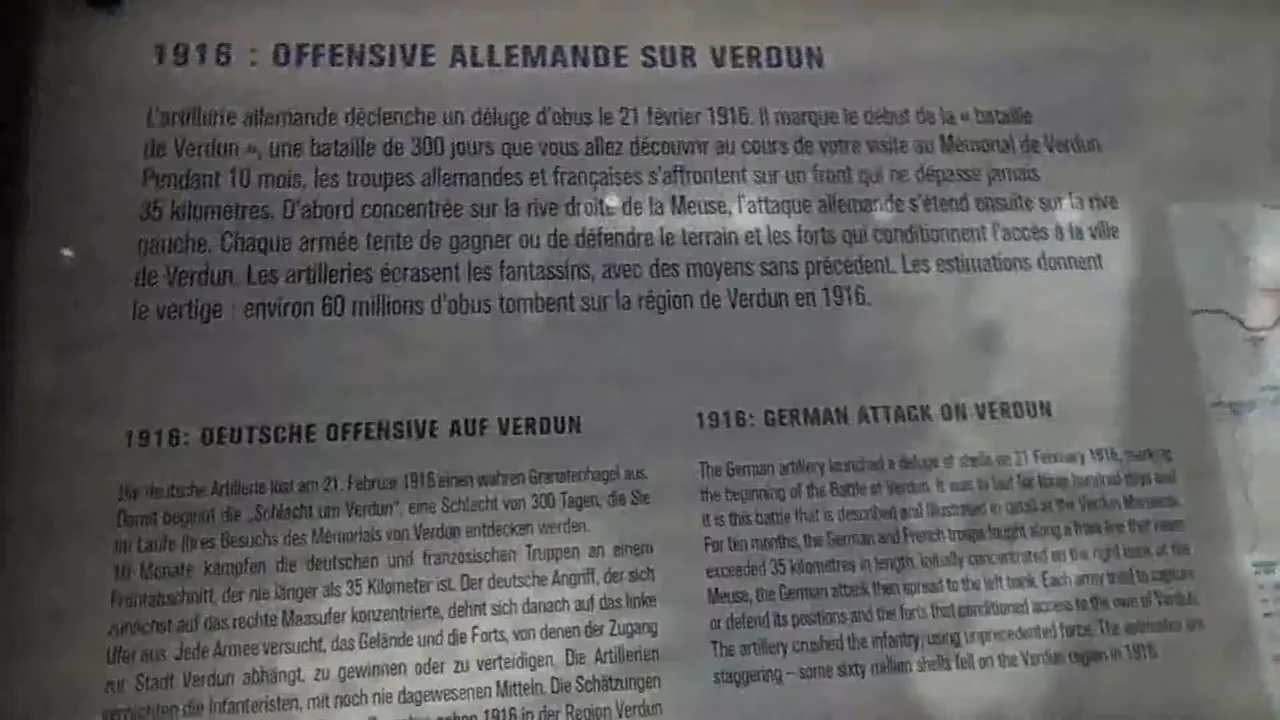 1916 : OFFENSIVE ALLEMANDE SUR VERDUN
L'artillerie allemande déclenche un déluge d'obus le 21 février 1916. Il marque le début de la « bataille
de Verdun », une bataille de 300 jours que vous allez découvrir au cours de votre visite au Mémorial de Verdun.
Pendant 10 mois, les troupes allemandes et françaises s'affrontent sur un front qui ne dépasse jamais
35 kilomètres. D'abord concentrée sur la rive droite de la Meuse, l'attaque allemande s'étend ensuite sur la rive
gauche. Chaque armée tente de gagner ou de défendre le terrain et les forts qui conditionnent l'accès à la ville
de Verdun. Les artilleries écrasent les fantassins, avec des moyens sans précédent. Les estimations donnent
le vertige : environ 60 millions d'obus tombent sur la région de Verdun en 1916.
1916: DEUTSCHE OFFENSIVE AUF VERDUN
Die deutsche Artillerie löst am 21. Februar 1916 einen wahren Granatenhagel aus.
Damit beginnt die „Schlacht um Verdun", eine Schlacht von 300 Tagen, die Sie
im Laufe Ihres Besuchs des Mémorials von Verdun entdecken werden.
10 Monate kämpfen die deutschen und französischen Truppen an einem
Frontabschnitt, der nie länger als 35 Kilometer ist. Der deutsche Angriff, der sich
zunächst auf das rechte Maasufer konzentrierte, dehnt sich danach auf das linke
Ufer aus. Jede Armee versucht, das Gelände und die Forts, von denen der Zugang
zur Stadt Verdun abhängt, zu gewinnen oder zu verteidigen. Die Artillerien
vernichten die Infanteristen, mit noch nie dagewesenen Mitteln. Die Schätzungen
1916 in der Region Verdun
1916: GERMAN ATTACK ON VERDUN
The German artillery launched a deluge of shells on 21 February 1916, marking
the beginning of the Battle of Verdun. It was to last for three hundred days and
it is this battle that is described and illustrated in detail at the Verdun Memorial.
For ten months, the German and French troops fought along a front line that never
exceeded 35 kilometres in length. Initially concentrated on the right bank of the
Meuse, the German attack then spread to the left bank. Each army tried to capture
or defend its positions and the forts that conditioned access to the town of Verdun.
The artillery crushed the infantry, using unprecedented force. The estimates are
staggering – some sixty million shells fell on the Verdun region in 1916.